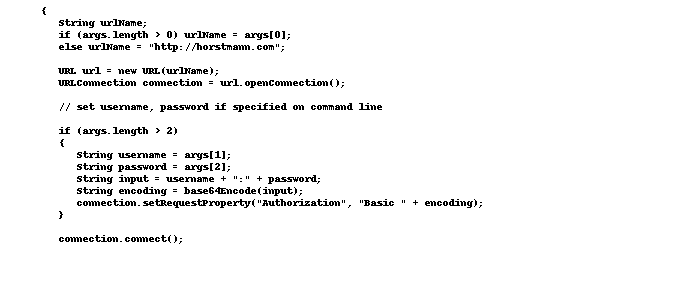 {
String urlName;
if (args.length > 0) urlName = args[0];
else urlName = "http://horstmann.com";
URL url = new URL(urlName);
URLConnection connection = url.openConnection();
// set username, password if specified on command line
if (args.length > 2)
{
String username = args[1];
String password = args[2];
String input = username + ":" + password;
String encoding = base64Encode(input);
connection.setRequestProperty("Authorization", "Basic " + encoding);
}
connection.connect();